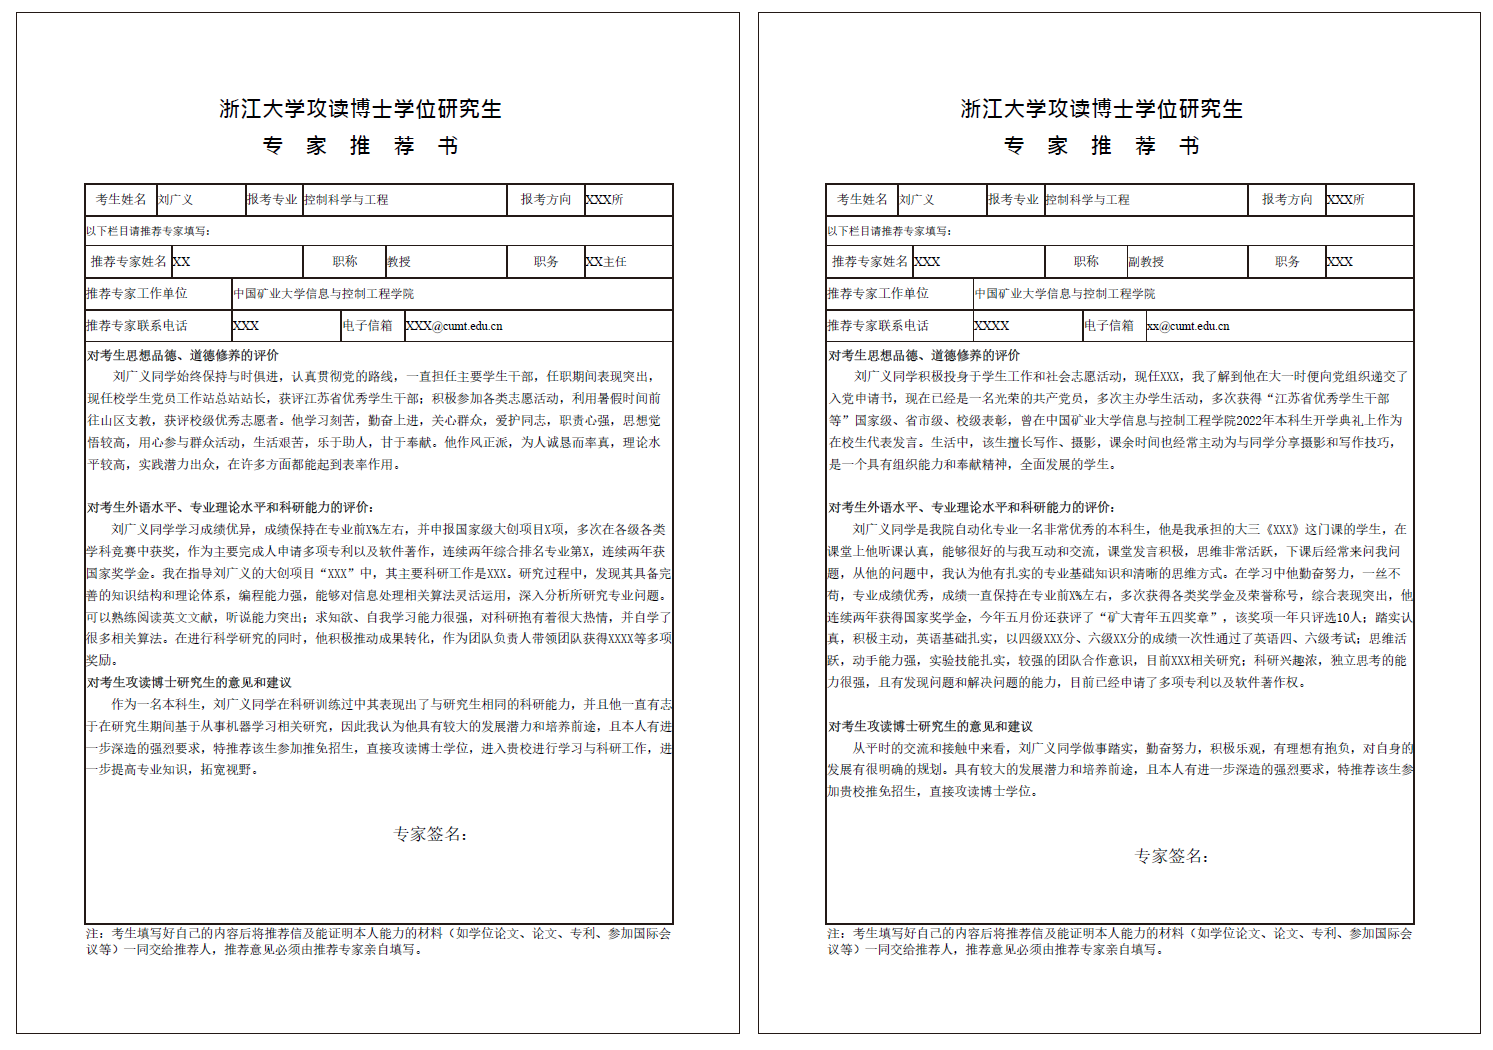 浙江大学攻读博士学位研究生
专 家 推 荐 书
考生姓名 刘广义 报考专业 控制科学与工程 报考方向 XXX所
以下栏目请推荐专家填写:
推荐专家姓名 XX 职称 教授 职务 XX主任
推荐专家工作单位 中国矿业大学信息与控制工程学院
推荐专家联系电话 XXX 电子信箱 XXX@cumt.edu.cn
对考生思想品德、道德修养的评价
刘广义同学始终保持与时俱进，认真贯彻党的路线，一直担任主要学生干部，任职期间表现突出，
现任校学生党员工作站总站站长，获评江苏省优秀学生干部；积极参加各类志愿活动，利用暑假时间前
往山区支教，获评校级优秀志愿者。他学习刻苦，勤奋上进，关心群众，爱护同志，职责心强，思想觉
悟较高，用心参与群众活动，生活艰苦，乐于助人，甘于奉献。他作风正派，为人诚恳而率真，理论水
平较高，实践潜力出众，在许多方面都能起到表率作用。
对考生外语水平、专业理论水平和科研能力的评价:
刘广义同学学习成绩优异，成绩保持在专业前X%左右，并申报国家级大创项目X项，多次在各级各类
学科竞赛中获奖，作为主要完成人申请多项专利以及软件著作，连续两年综合排名专业第X，连续两年获
国家奖学金。我在指导刘广义的大创项目“XXX”中，其主要科研工作是XXX。研究过程中，发现其具备完
善的知识结构和理论体系，编程能力强，能够对信息处理相关算法灵活运用，深入分析所研究专业问题。
可以熟练阅读英文文献，听说能力突出；求知欲、自我学习能力很强，对科研抱有着很大热情，并自学了
很多相关算法。在进行科学研究的同时，他积极推动成果转化，作为团队负责人带领团队获得XXXX等多项
奖励。
对考生攻读博士研究生的意见和建议
作为一名本科生，刘广义同学在科研训练过中其表现出了与研究生相同的科研能力，并且他一直有志
于在研究生期间基于从事机器学习相关研究，因此我认为他具有较大的发展潜力和培养前途，且本人有进
一步深造的强烈要求，特推荐该生参加推免招生，直接攻读博士学位，进入贵校进行学习与科研工作，进
一步提高专业知识，拓宽视野。
专家签名:
注: 考生填写好自己的内容后将推荐信及能证明本人能力的材料（如学位论文、论文、专利、参加国际会
议等）一同交给推荐人，推荐意见必须由推荐专家亲自填写。
浙江大学攻读博士学位研究生
专 家 推 荐 书
考生姓名 刘广义 报考专业 控制科学与工程 报考方向 XXX所
以下栏目请推荐专家填写:
推荐专家姓名 XXX 职称 副教授 职务 XXX
推荐专家工作单位 中国矿业大学信息与控制工程学院
推荐专家联系电话 XXXX 电子信箱 xx@cumt.edu.cn
对考生思想品德、道德修养的评价
刘广义同学积极投身于学生工作和社会志愿活动，现任XXX，我了解到他在大一时便向党组织递交了
入党申请书，现在已经是一名光荣的共产党员，多次主办学生活动，多次获得“江苏省优秀学生干部
等”国家级、省市级、校级表彰，曾在中国矿业大学信息与控制工程学院2022年本科生开学典礼上作为
在校生代表发言。生活中，该生擅长写作、摄影，课余时间也经常主动为与同学分享摄影和写作技巧，
是一个具有组织能力和奉献精神，全面发展的学生。
对考生外语水平、专业理论水平和科研能力的评价:
刘广义同学是我院自动化专业一名非常优秀的本科生，他是我承担的大三《XXX》这门课的学生，在
课堂上他听课认真，能够很好的与我互动和交流，课堂发言积极，思维非常活跃，下课后经常来问我问
题，从他的问题中，我认为他有扎实的专业基础知识和清晰的思维方式。在学习中他勤奋努力，一丝不
苟，专业成绩优秀，成绩一直保持在专业前X%左右，多次获得各类奖学金及荣誉称号，综合表现突出，他
连续两年获得国家奖学金，今年五月份还获评了“矿大青年五四奖章”，该奖项一年只评选10人；踏实认
真，积极主动，英语基础扎实，以四级XXX分、六级XX分的成绩一次性通过了英语四、六级考试；思维活
跃，动手能力强，实验技能扎实，较强的团队合作意识，目前XXX相关研究；科研兴趣浓，独立思考的能
力很强，且有发现问题和解决问题的能力，目前已经申请了多项专利以及软件著作权。
对考生攻读博士研究生的意见和建议
从平时的交流和接触中来看，刘广义同学做事踏实，勤奋努力，积极乐观，有理想有抱负，对自身的
发展有很明确的规划。具有较大的发展潜力和培养前途，且本人有进一步深造的强烈要求，特推荐该生参
加贵校推免招生，直接攻读博士学位。
专家签名:
注: 考生填写好自己的内容后将推荐信及能证明本人能力的材料（如学位论文、论文、专利、参加国际会
议等）一同交给推荐人，推荐意见必须由推荐专家亲自填写。